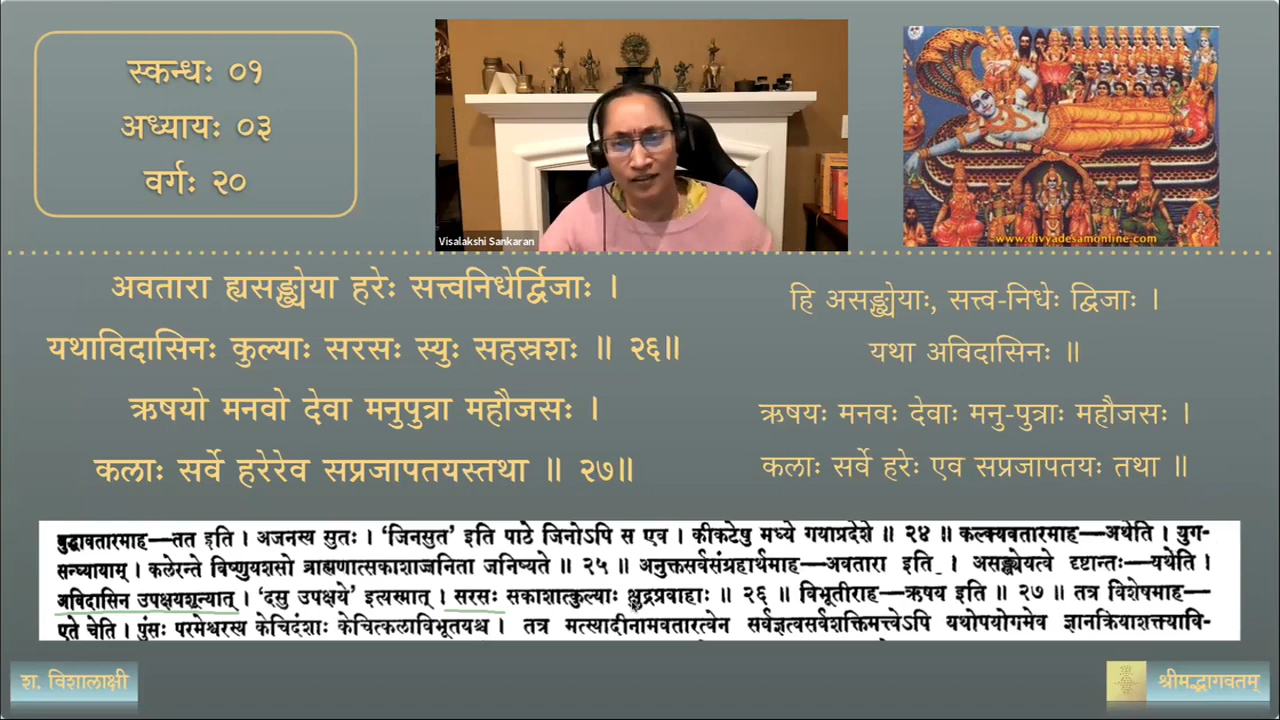 स्कन्धः ०१
अध्यायः ०३
वर्गः २०
Visalakshi Sankaran
www.divyadesamonline.com
अवतारा ह्यसङ्ख्येया हरेः सत्त्वनिधेर्द्विजाः ।
यथाविदासिनः कुल्याः सरसः स्युः सहस्रशः ॥ २६॥
ऋषयो मनवो देवा मनुपुत्रा महौजसः ।
कलाः सर्वे हरेरेव सप्रजापतयस्तथा ॥ २७॥
हि असङ्ख्येयाः, सत्त्व-निधेः द्विजाः ।
यथा अविदासिनः ॥
ऋषयः मनवः देवाः मनु-पुत्राः महौजसः ।
कलाः सर्वे हरेः एव सप्रजापतयः तथा ॥
बुद्धावतारमाह—तत इति । अजनस्य सुतः । ‘जिनसुत’ इति पाठे जिनोऽपि स एव । कीकटेषु मध्ये गयाप्रदेशे ॥ २४ ॥ कल्क्यवतारमाह—अथेति । युग-
सन्ध्यायाम् । कलेरन्ते विष्णुयशसो ब्राह्मणात्सकाशाज्जनिता जनिष्यते ॥ २५ ॥ अनुक्तसर्वसंग्रहार्थमाह—अवतारा इति । असङ्ख्येयत्वे दृष्टान्तः—यथेति ।
अविदासिन उपक्षयशून्यात् । ‘दसु उपक्षये’ इत्यस्मात् । सरसः सकाशात्कुल्याः क्षुद्रप्रवाहाः ॥ २६ ॥ विभूतीराह—ऋषय इति ॥ २७ ॥ तत्र विशेषमाह—
एते चेति । पुंसः परमेश्वरस्य केचिदंशाः केचित्कलाविभूतयश्च । तत्र मत्स्यादीनामवतारत्वेन सर्वज्ञत्वसर्वशक्तिमत्त्वेऽपि यथोपयोगमेव ज्ञानक्रियाशक्त्यावि-
श. विशालाक्षी
श्रीमद्भागवतम्